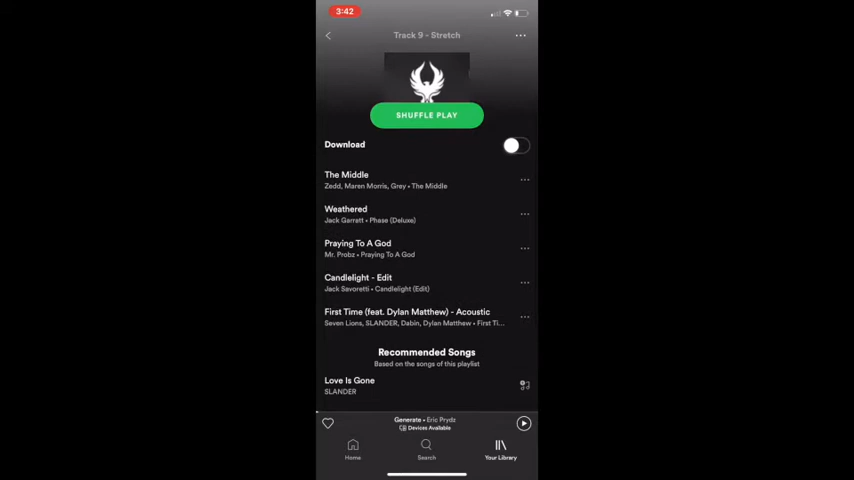 3:42
Track 9 - Stretch
SHUFFLE PLAY
Download
The Middle
Zedd, Maren Morris, Grey • The Middle
Weathered
Jack Garratt • Phase (Deluxe)
Praying To A God
Mr. Probz • Praying To A God
Candlelight - Edit
Jack Savoretti • Candlelight (Edit)
First Time (feat. Dylan Matthew) - Acoustic
Seven Lions, SLANDER, Dabin, Dylan Matthew • First Ti...
Recommended Songs
Based on the songs of this playlist
Love Is Gone
SLANDER
Generate • Eric Prydz
Devices Available
Home Search Your Library